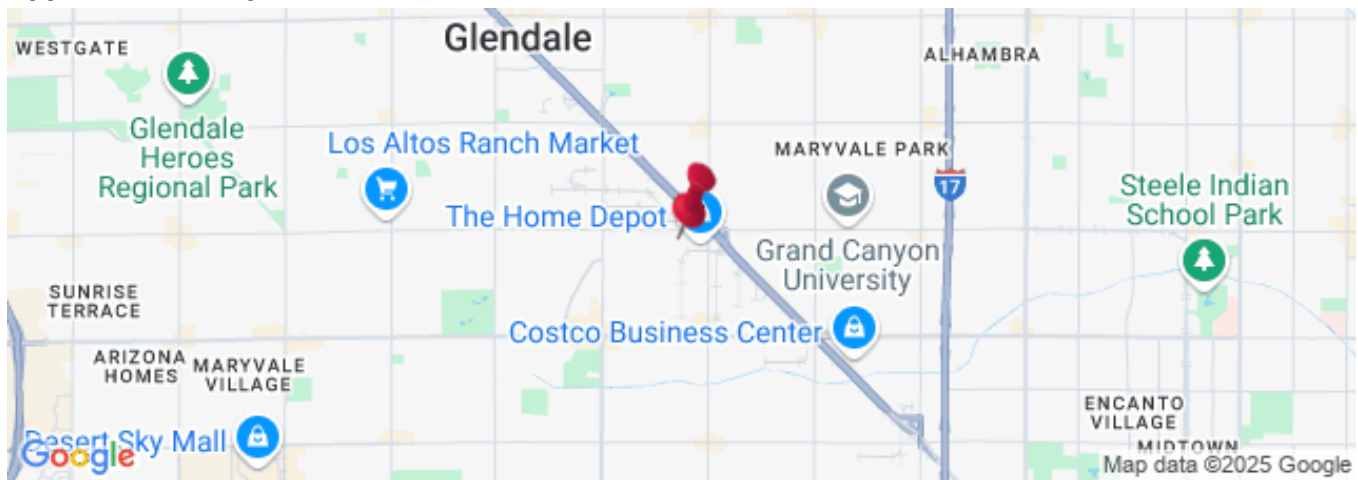 Glendale
WESTGATE
ALHAMBRA
Glendale
Heroes
Regional Park
Los Altos Ranch Market
MARYVALE PARK
17
The Home Depot
Steele Indian
School Park
Grand Canyon
University
SUNRISE
TERRACE
Costco Business Center
ARIZONA
HOMES
MARYVALE
VILLAGE
ENCANTO
VILLAGE
MIDTOWN
Desert Sky Mall
Google
Map data ©2025 Google